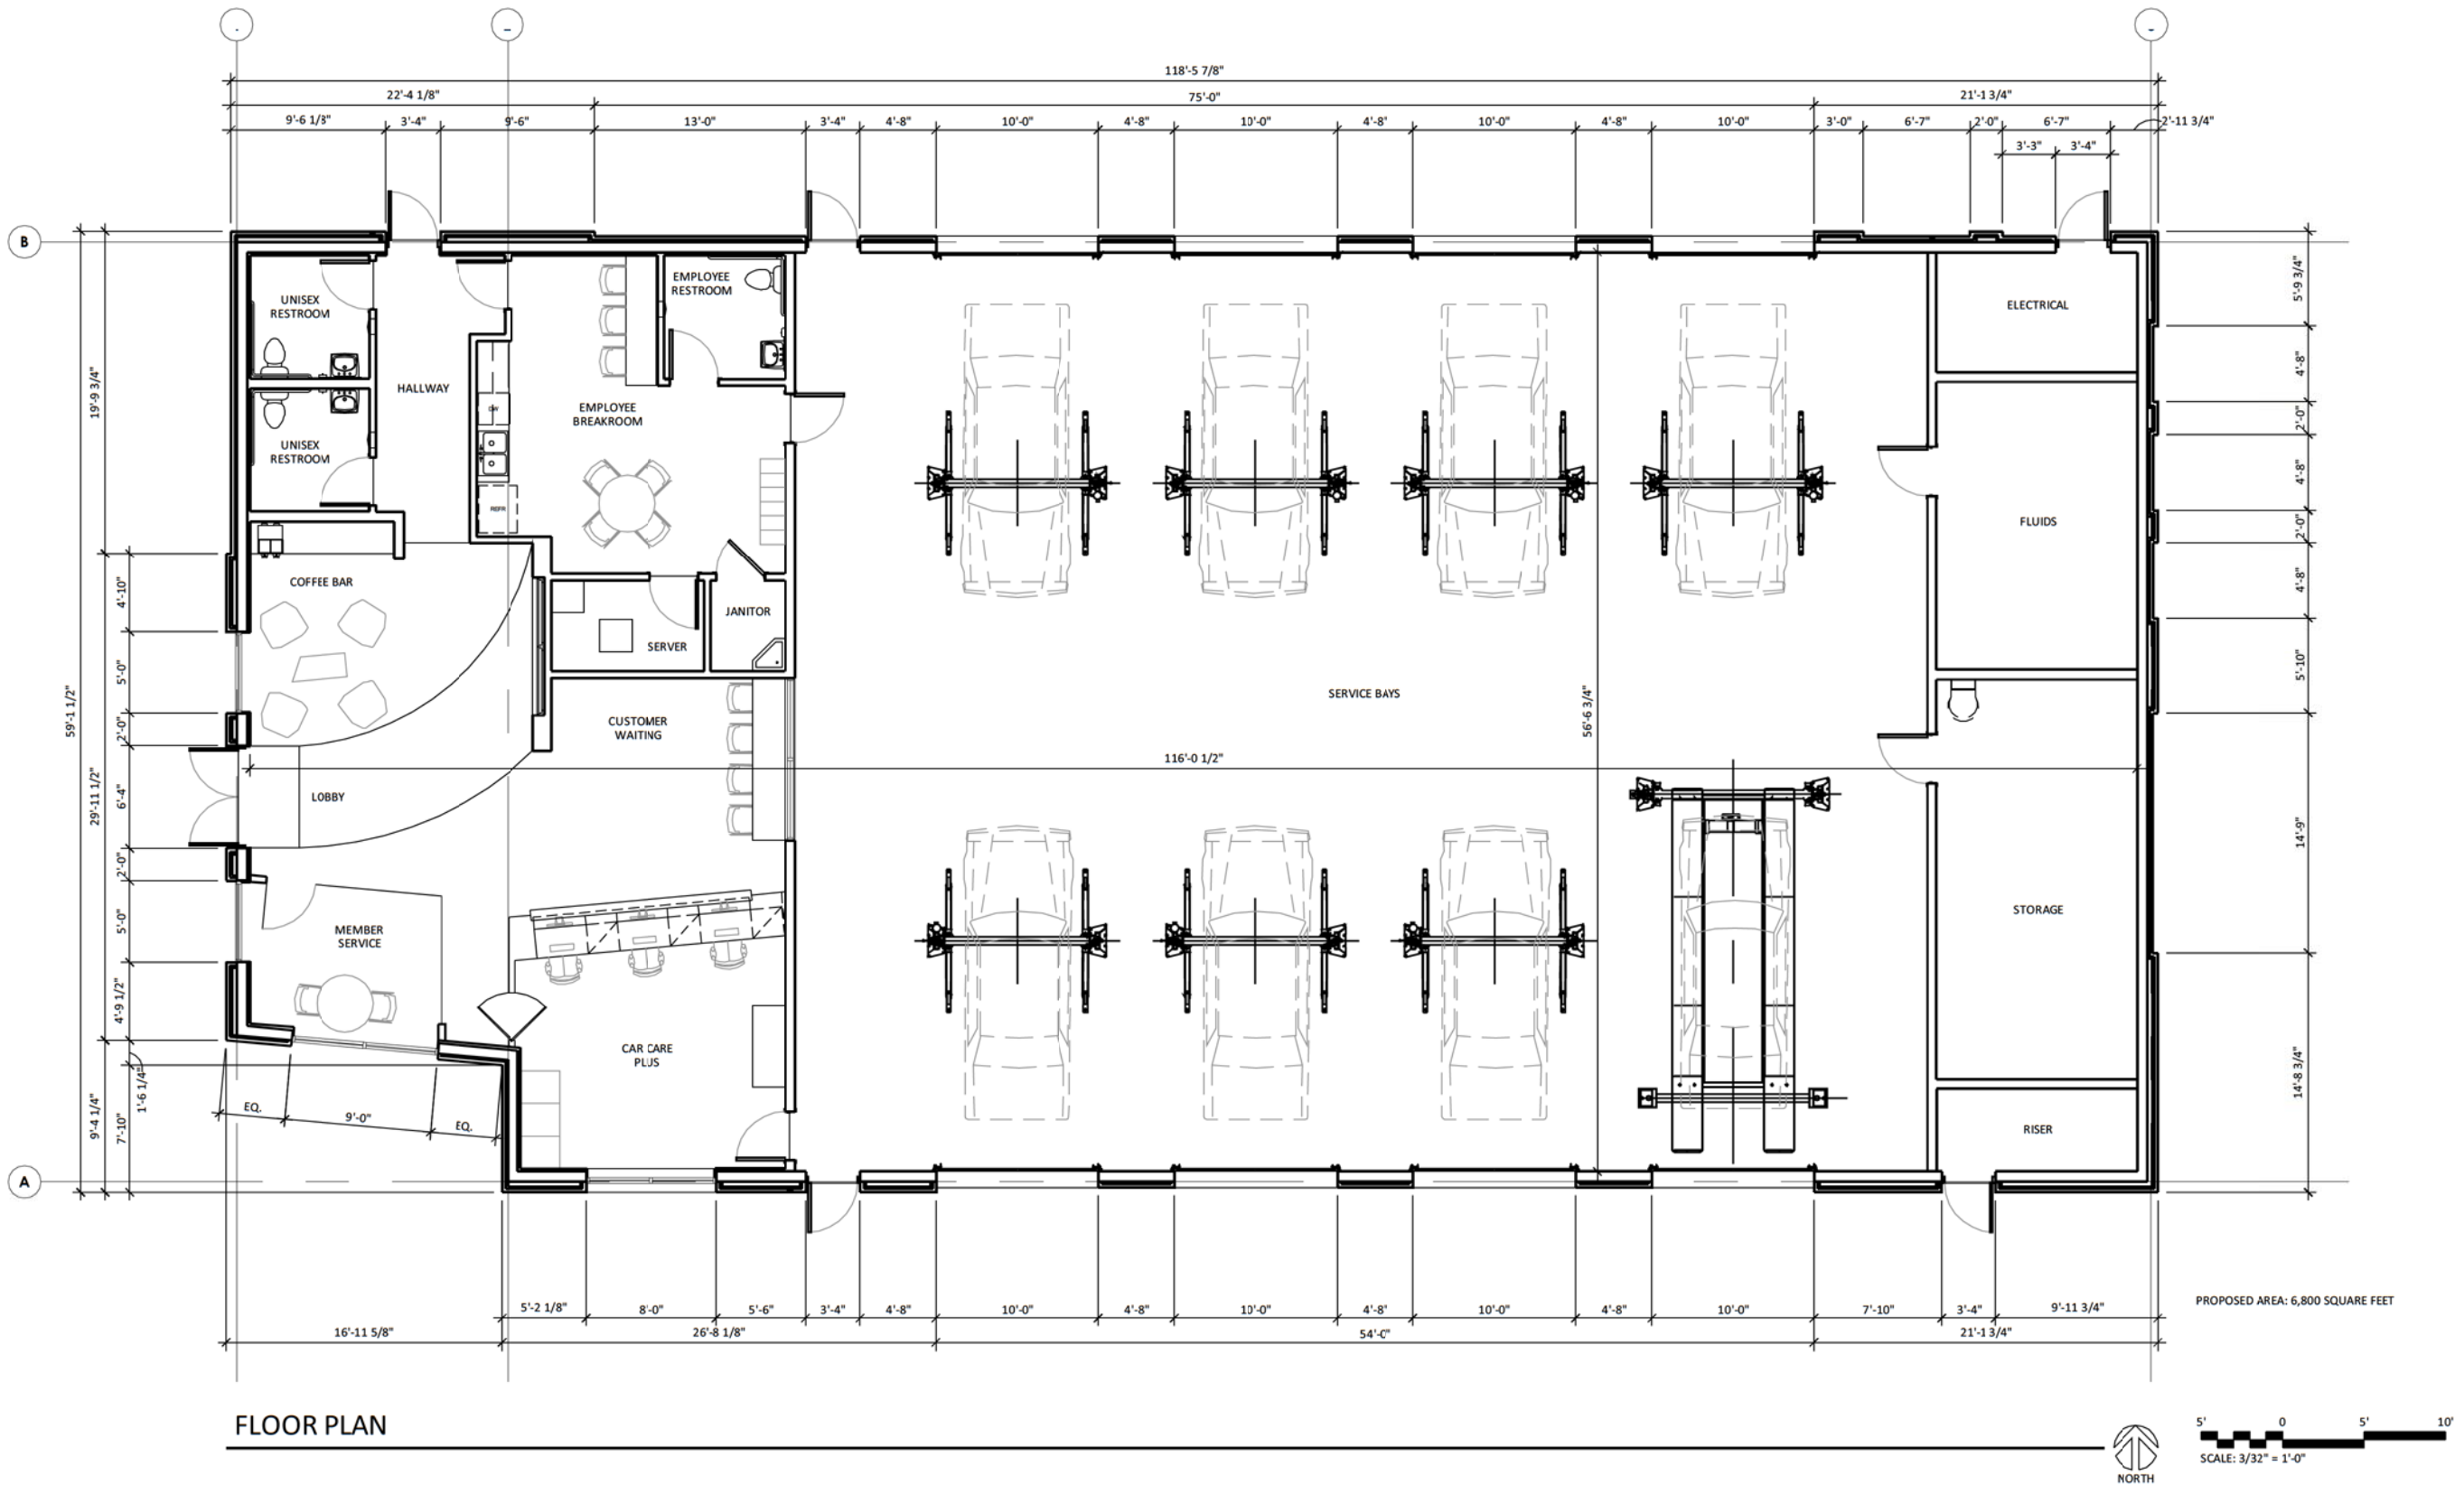 118'-5 7/8"
22'-4 1/8"
75'-0"
21'-1 3/4"
9'-6 1/8"
3'-4"
9'-6"
13'-0"
3'-4"
4'-8"
10'-0"
4'-8"
10'-0"
4'-8"
10'-0"
4'-8"
10'-0"
3'-0"
6'-7"
2'-0"
6'-7"
2'-11 3/4"
3'-3"
3'-4"
B
UNISEX
RESTROOM
HALLWAY
UNISEX
RESTROOM
EMPLOYEE
RESTROOM
EMPLOYEE
BREAKROOM
DW
REFR
COFFEE BAR
SERVER
JANITOR
CUSTOMER
WAITING
LOBBY
MEMBER
SERVICE
CAR CARE
PLUS
SERVICE BAYS
116'-0 1/2"
56'-6 3/4"
ELECTRICAL
FLUIDS
STORAGE
RISER
59'-1 1/2"
19'-9 3/4"
29'-11 1/2"
9'-4 1/4"
4'-10"
5'-0"
2'-0"
6'-4"
2'-0"
5'-0"
4'-9 1/2"
1'-6 1/4"
7'-10"
EQ.
9'-0"
EQ.
5'-9 3/4"
4'-8"
2'-0"
4'-8"
2'-0"
4'-8"
5'-10"
14'-9"
14'-8 3/4"
A
5'-2 1/8"
8'-0"
5'-6"
3'-4"
4'-8"
10'-0"
4'-8"
10'-0"
4'-8"
10'-0"
4'-8"
10'-0"
7'-10"
3'-4"
9'-11 3/4"
16'-11 5/8"
26'-8 1/8"
54'-0"
21'-1 3/4"
PROPOSED AREA: 6,800 SQUARE FEET
FLOOR PLAN
NORTH
5'
0
5'
10'
SCALE: 3/32" = 1'-0"